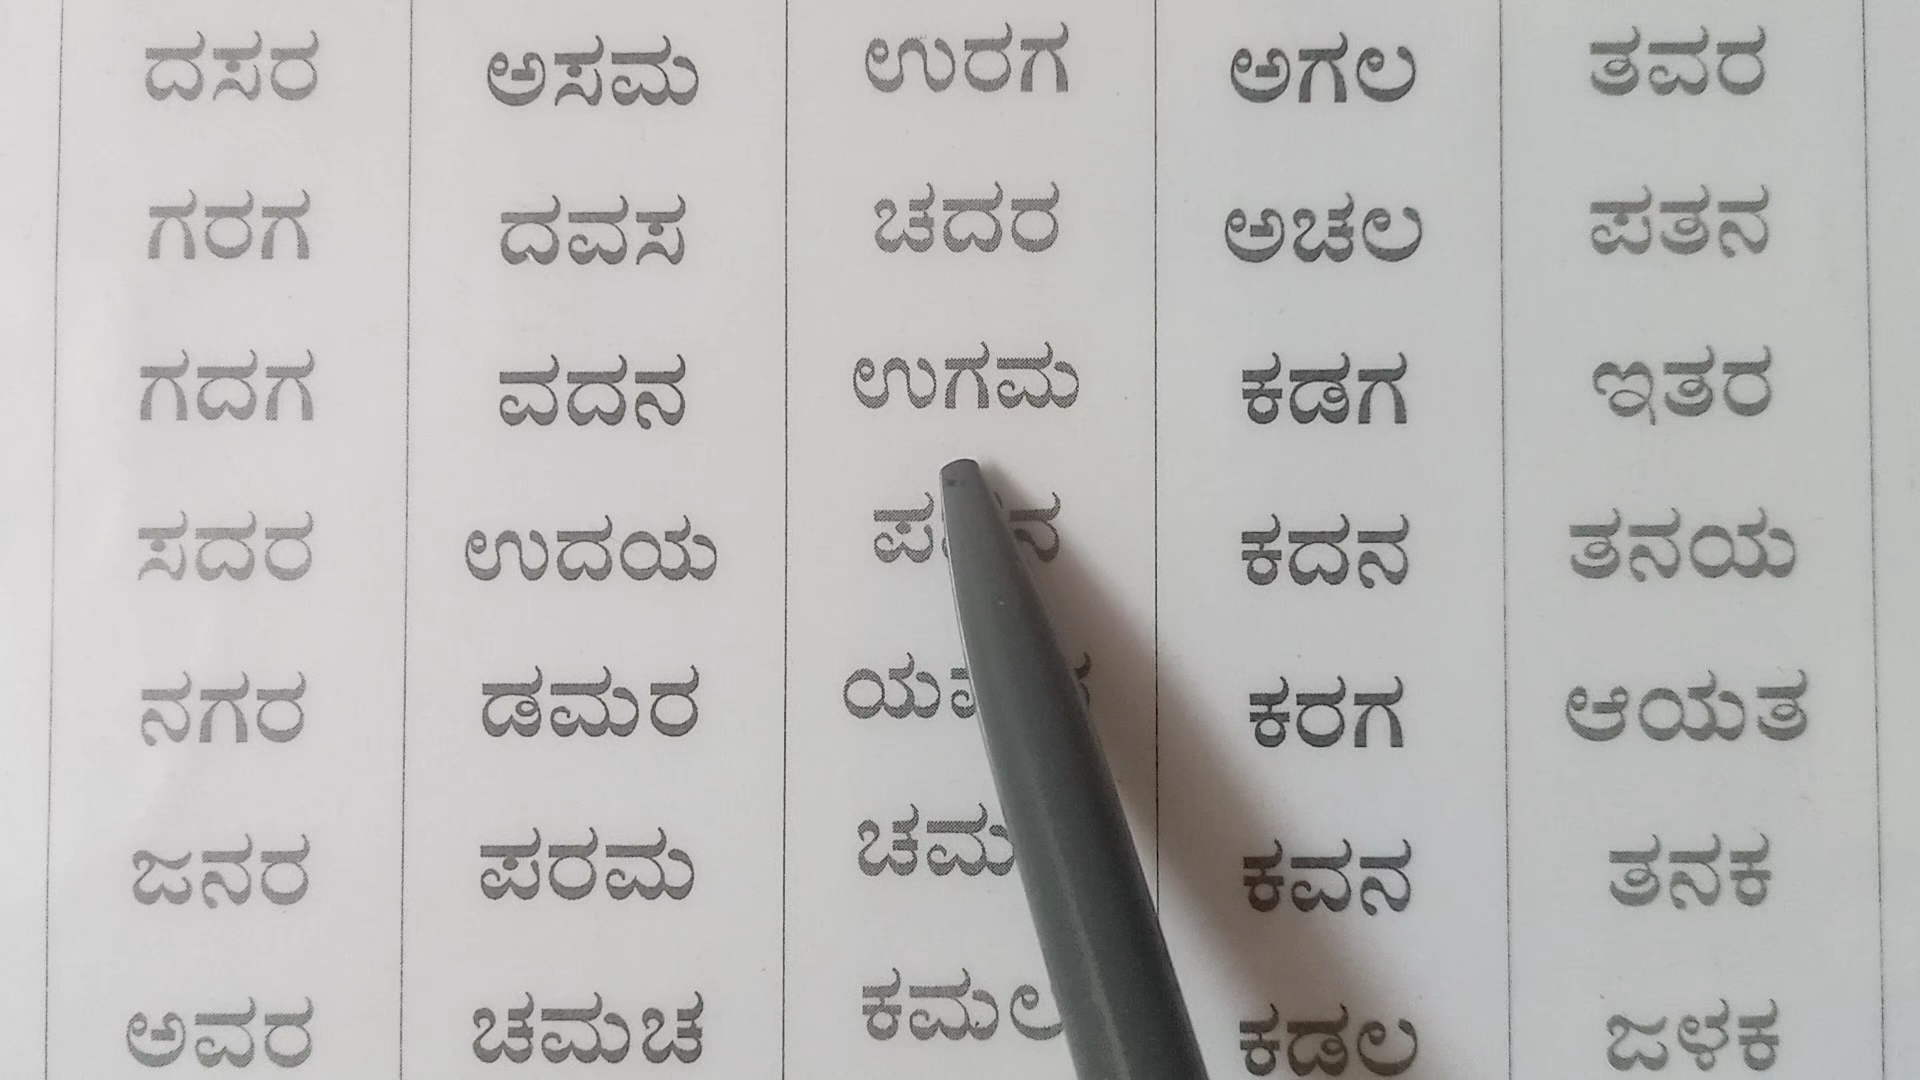 ದಸರ ಅಸಮ ಉರಗ ಅಗಲ ತವರ
ಗರಗ ದವಸ ಚದರ ಅಚಲ ಪತನ
ಗದಗ ವದನ ಉಗಮ ಕಡಗ ಇತರ
ಸದರ ಉದಯ ಕದನ ತನಯ
ನಗರ ಡಮರ ಕರಗ ಆಯತ
ಜನರ ಪರಮ ಕವನ ತನಕ
ಅವರ ಚಮಚ ಕಮಲ ಕಡಲ ಜಳಕ